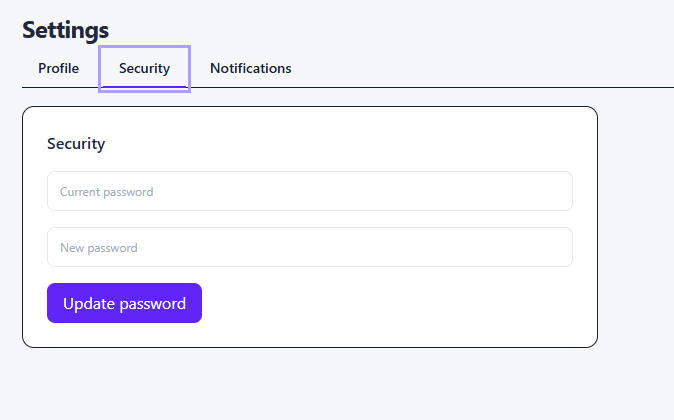 Settings
Profile Security Notifications
Security
Current password
New password
Update password